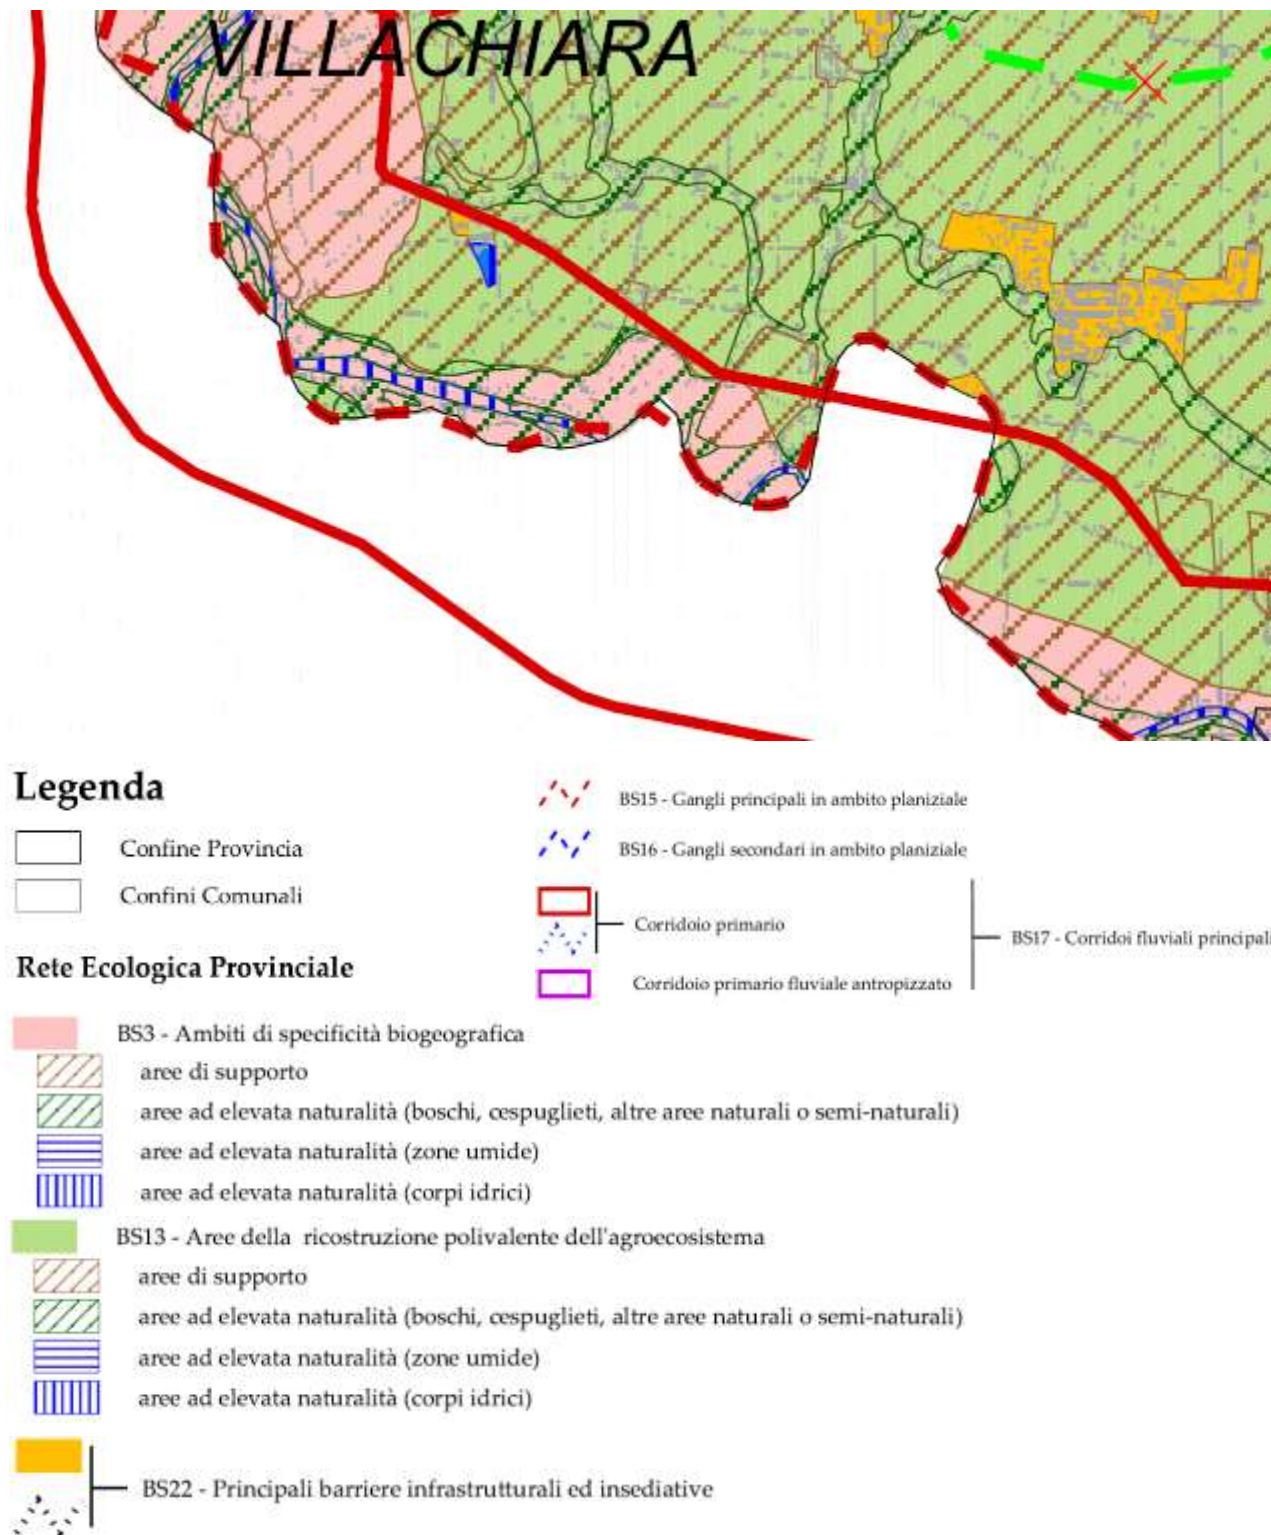 VILLACHIARA
Legenda
Confine Provincia
Confini Comunali
Rete Ecologica Provinciale
BS15 - Gangli principali in ambito planiziale
BS16 - Gangli secondari in ambito planiziale
Corridoio primario
BS17 - Corridoi fluviali principali
Corridoio primario fluviale antropizzato
BS3 - Ambiti di specificità biogeografica
aree di supporto
aree ad elevata naturalità (boschi, cespuglieti, altre aree naturali o semi-naturali)
aree ad elevata naturalità (zone umide)
aree ad elevata naturalità (corpi idrici)
BS13 - Aree della ricostruzione polivalente dell'agroecosistema
aree di supporto
aree ad elevata naturalità (boschi, cespuglieti, altre aree naturali o semi-naturali)
aree ad elevata naturalità (zone umide)
aree ad elevata naturalità (corpi idrici)
BS22 - Principali barriere infrastrutturali ed insediative